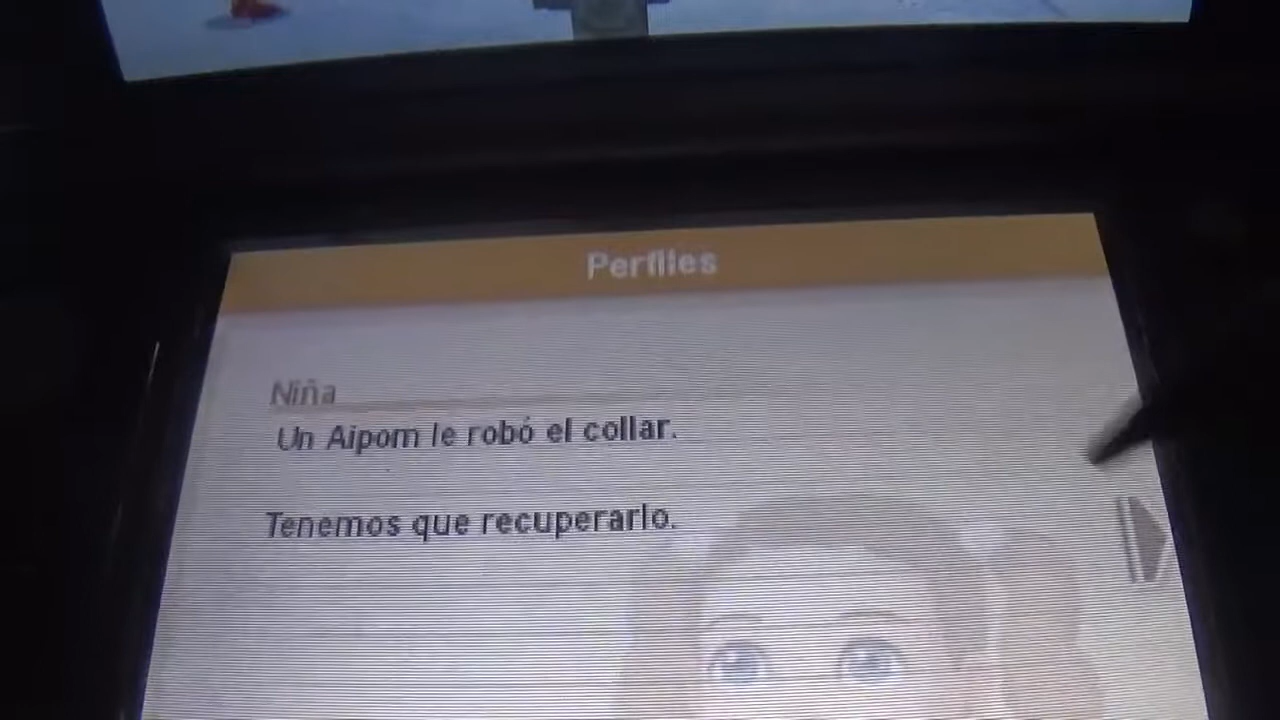 Perfiles
Niña
Un Aipom le robó el collar.
Tenemos que recuperarlo.